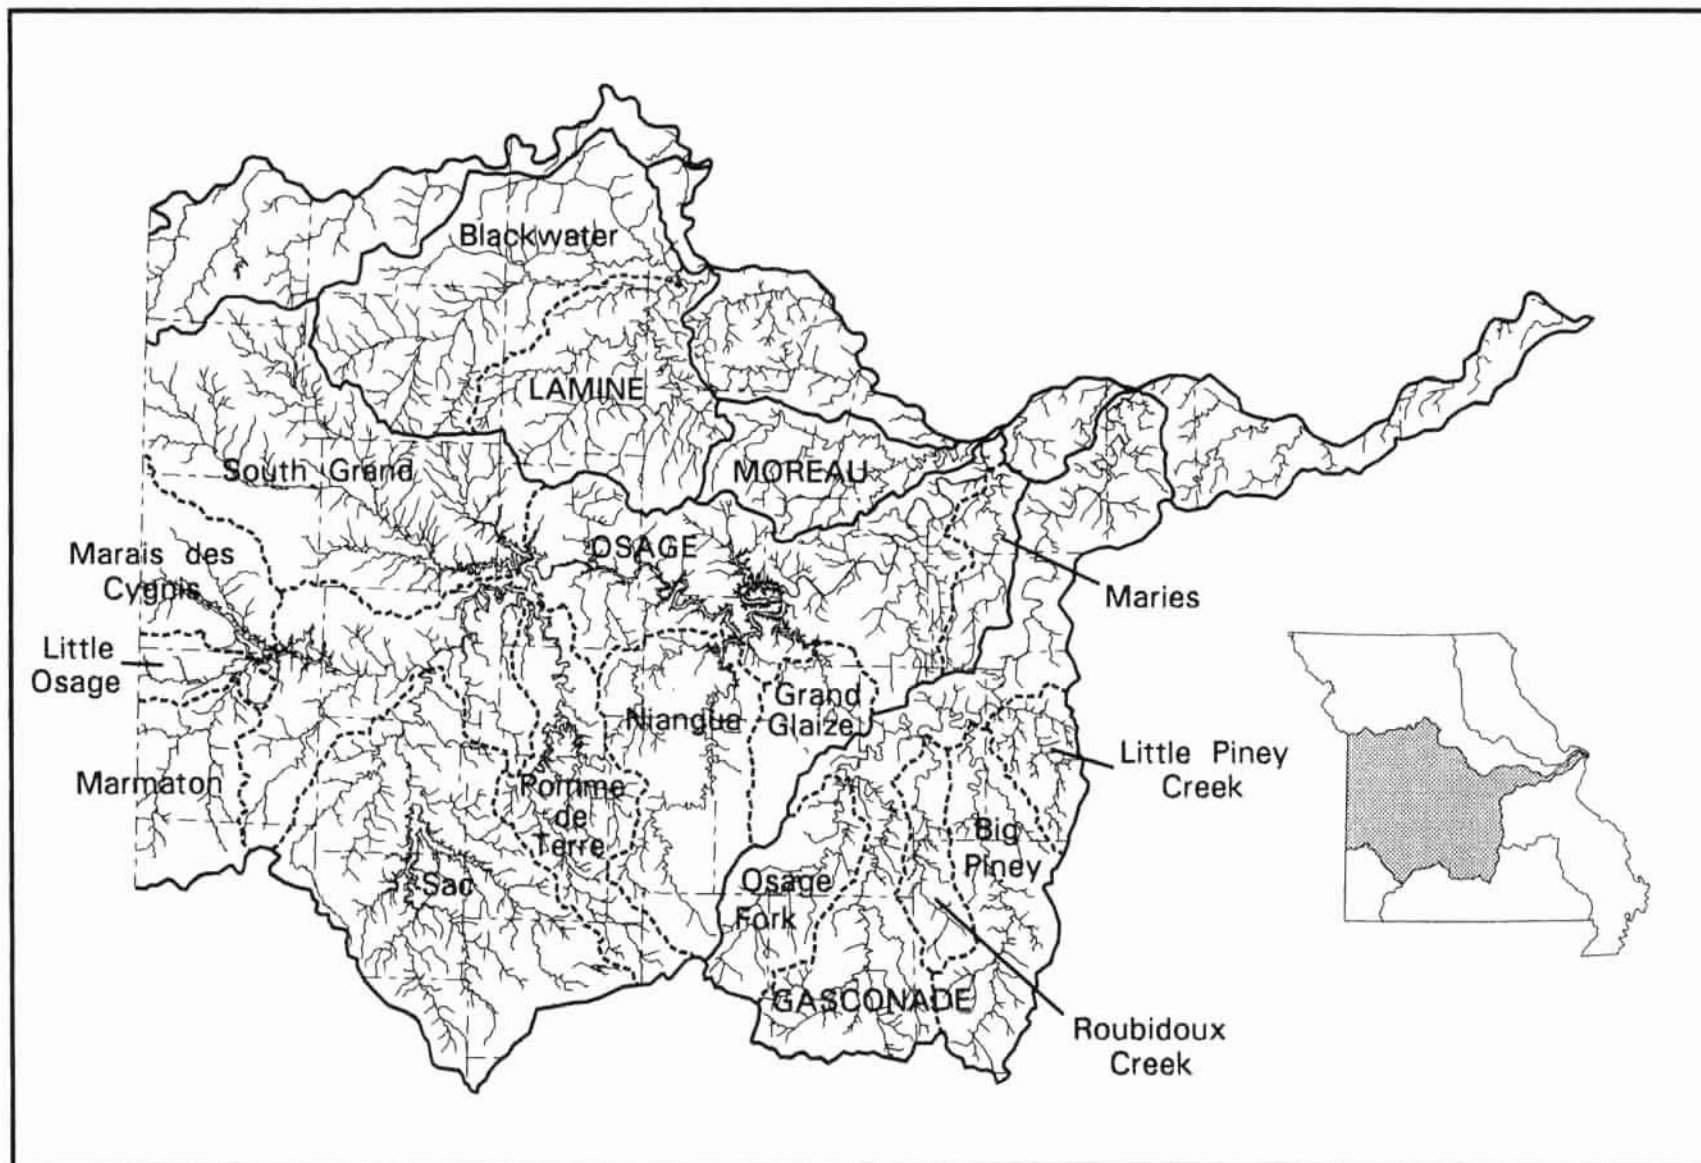 Blackwater
LAMINE
South Grand
MOREAU
Marais des
Cygnis
OSAGE
Maries
Little
Osage
Grand
Glaize
Niangua
Little Piney
Creek
Marmaton
Pomme
de
Terre
Big
Piney
Sac
Osage
Fork
GASCONADE
Roubidoux
Creek